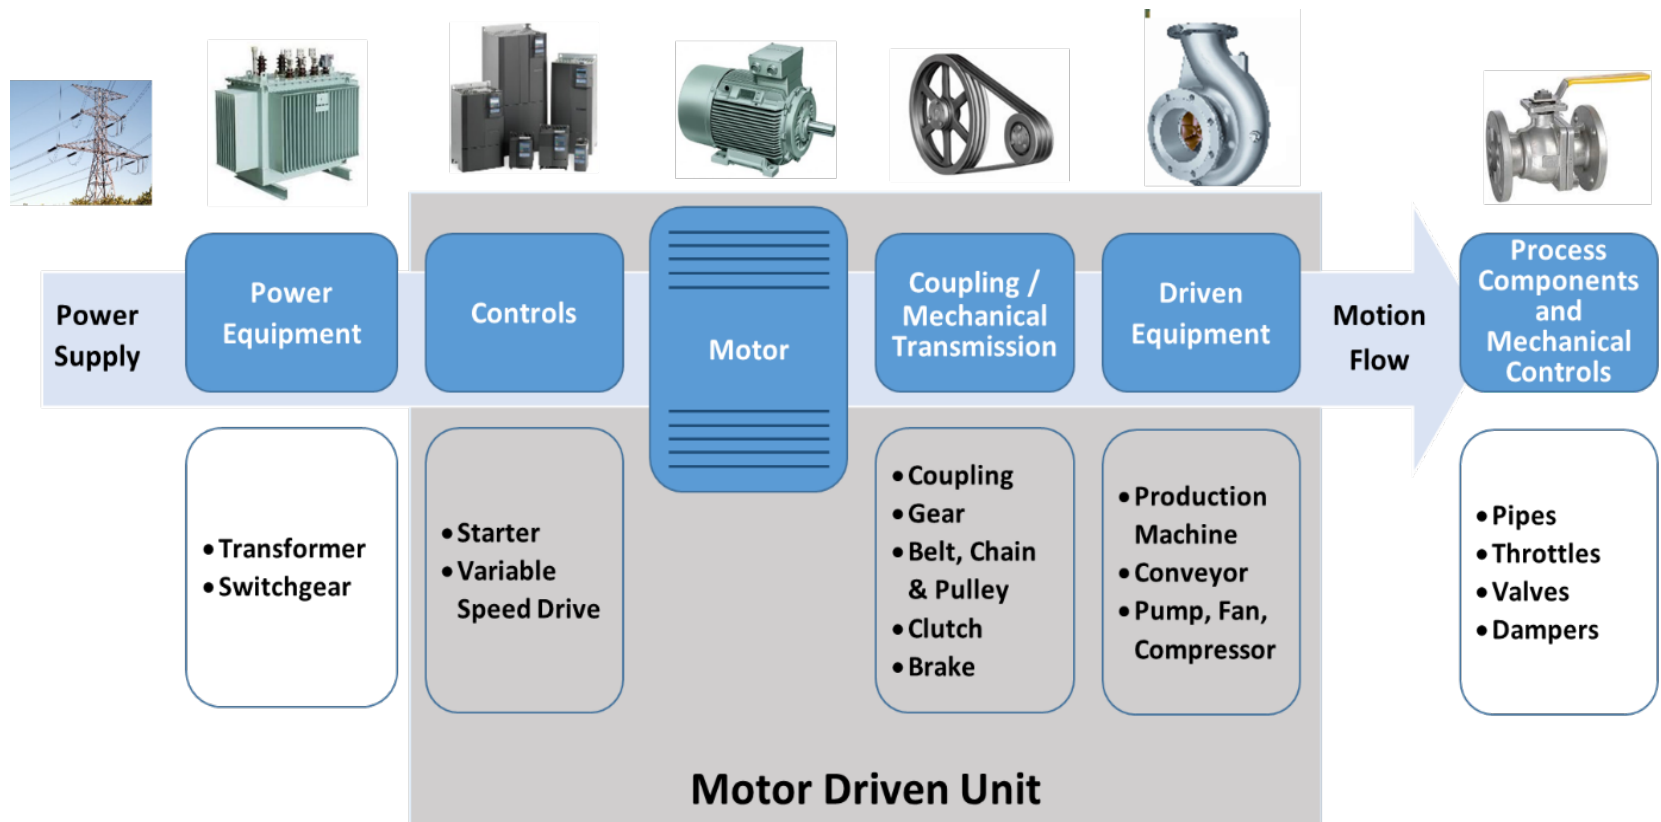 Power
Supply
Power
Equipment
Controls
Motor
Coupling /
Mechanical
Transmission
Driven
Equipment
Motion
Flow
Process
Components
and
Mechanical
Controls
• Transformer
• Switchgear
• Starter
• Variable
Speed Drive
• Coupling
• Gear
• Belt, Chain
& Pulley
• Clutch
• Brake
• Production
Machine
• Conveyor
• Pump, Fan,
Compressor
• Pipes
• Throttles
• Valves
• Dampers
Motor Driven Unit